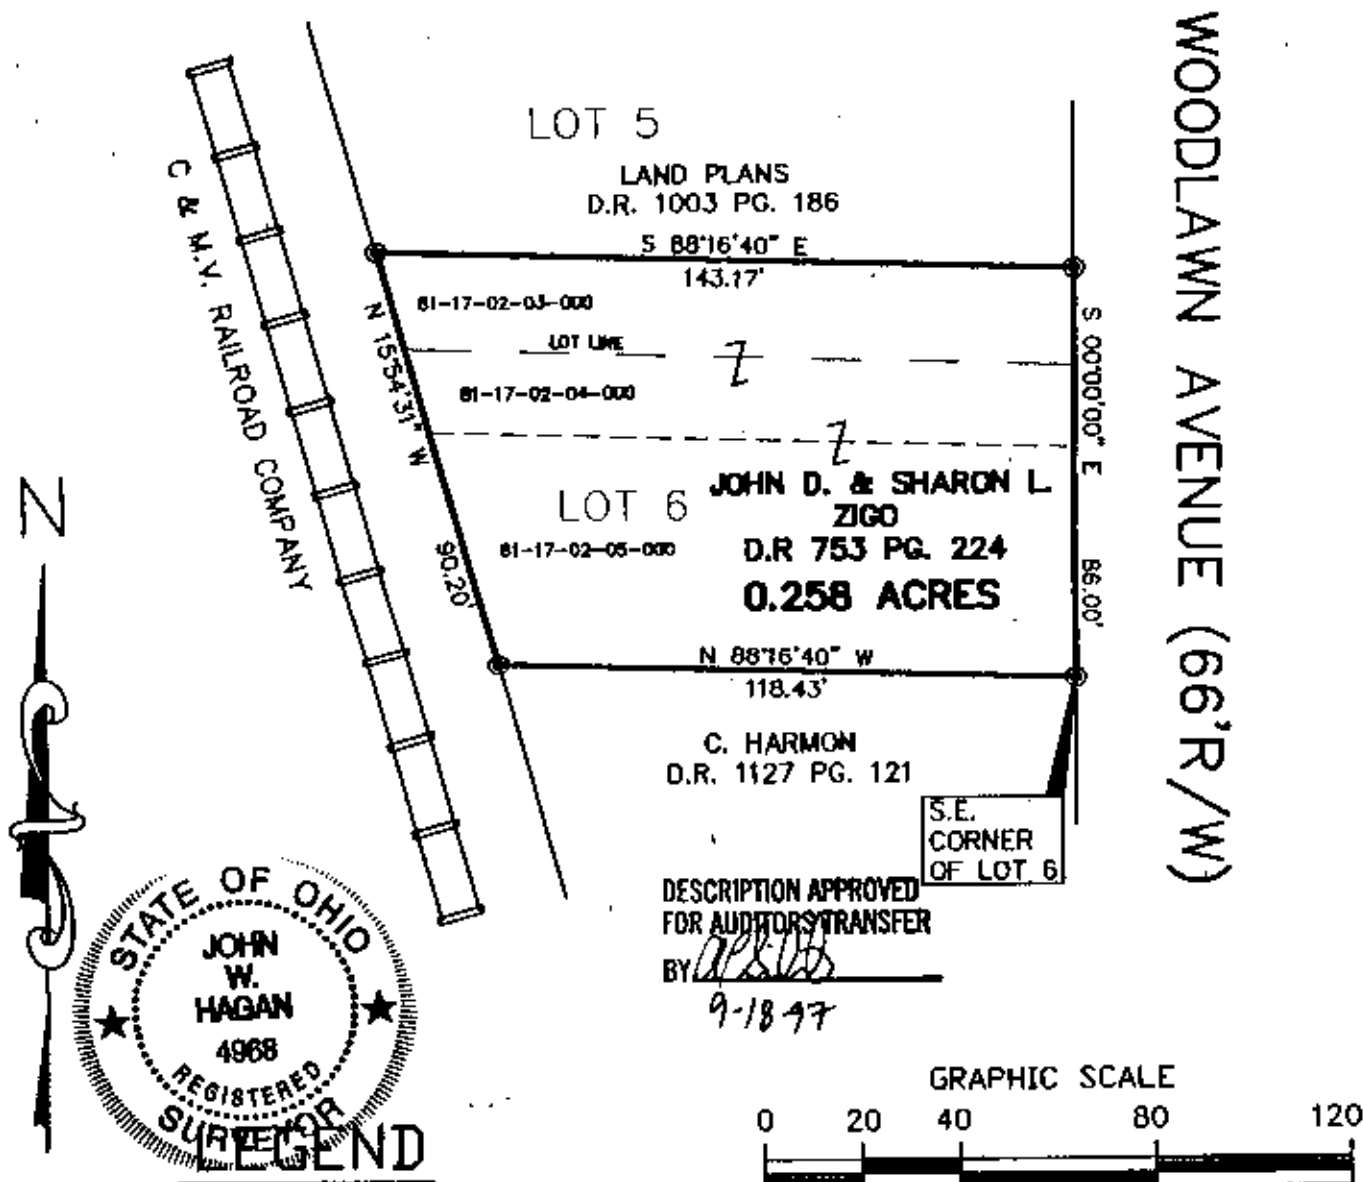 WOODLAWN AVENUE (66'R/W)
LOT 5
LAND PLANS
D.R. 1003 PG. 186
S 88°16'40" E
143.17'
C & M.V. RAILROAD COMPANY
N 15°54'31" W
90.20'
81-17-02-03-000
LOT LINE
81-17-02-04-000
S 00°00'00" E
86.00'
LOT 6
81-17-02-05-000
JOHN D. & SHARON L.
ZIGO
D.R 753 PG. 224
0.258 ACRES
N 88°16'40" W
118.43'
C. HARMON
D.R. 1127 PG. 121
S.E.
CORNER
OF LOT 6
N
DESCRIPTION APPROVED
FOR AUDITORS TRANSFER
BY
9-18-97
STATE OF OHIO
JOHN
W.
HAGAN
4968
REGISTERED
SURVEYOR
LEGEND
GRAPHIC SCALE
0 20 40 80 120